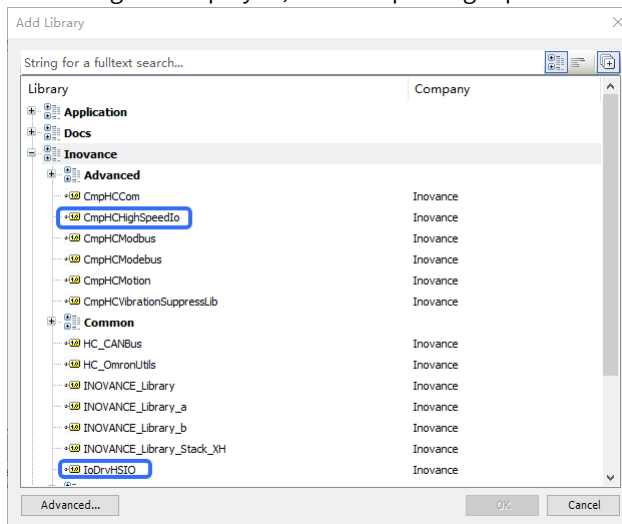 Add Library
String for a fulltext search...
Library Company
Application
Docs
Inovance
Advanced
CmpHCCom Inovance
CmpHCHighSpeedIo Inovance
CmpHCModbus Inovance
CmpHCModebus Inovance
CmpHCMotion Inovance
CmpHCVibrationSuppressLib Inovance
Common
HC_CANBus Inovance
HC_OmronUtils Inovance
INOVANCE_Library Inovance
INOVANCE_Library_a Inovance
INOVANCE_Library_b Inovance
INOVANCE_Library_Stack_XH Inovance
IoDrvHSIO Inovance
Advanced... OK Cancel